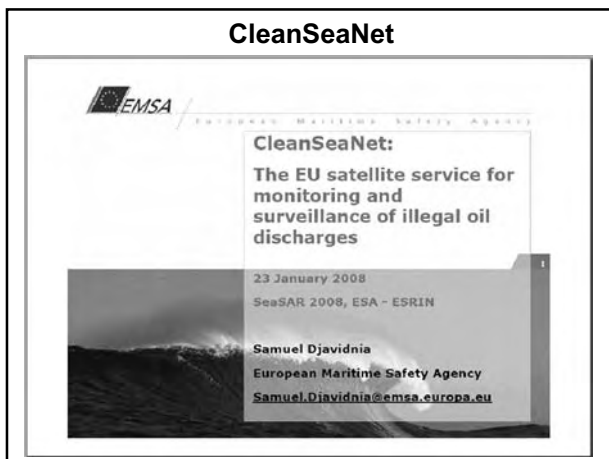 CleanSeaNet
EMSA
European Maritime Safety Agency
CleanSeaNet:
The EU satellite service for
monitoring and
surveillance of illegal oil
discharges
1
23 January 2008
SeaSAR 2008, ESA - ESRIN
Samuel Djavidnia
European Maritime Safety Agency
Samuel.Djavidnia@emsa.europa.eu